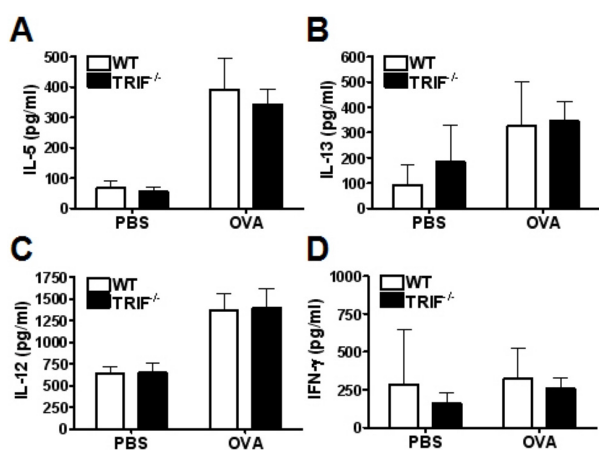 A
IL-5 (pg/ml)
500
400
300
200
100
0
WT
TRIF-/-
PBS OVA
B
IL-13 (pg/ml)
600
500
400
300
200
100
0
WT
TRIF-/-
PBS OVA
C
IL-12 (pg/ml)
1750
1500
1250
1000
750
500
250
0
WT
TRIF-/-
PBS OVA
D
IFN-γ (pg/ml)
1000
750
500
250
0
WT
TRIF-/-
PBS OVA